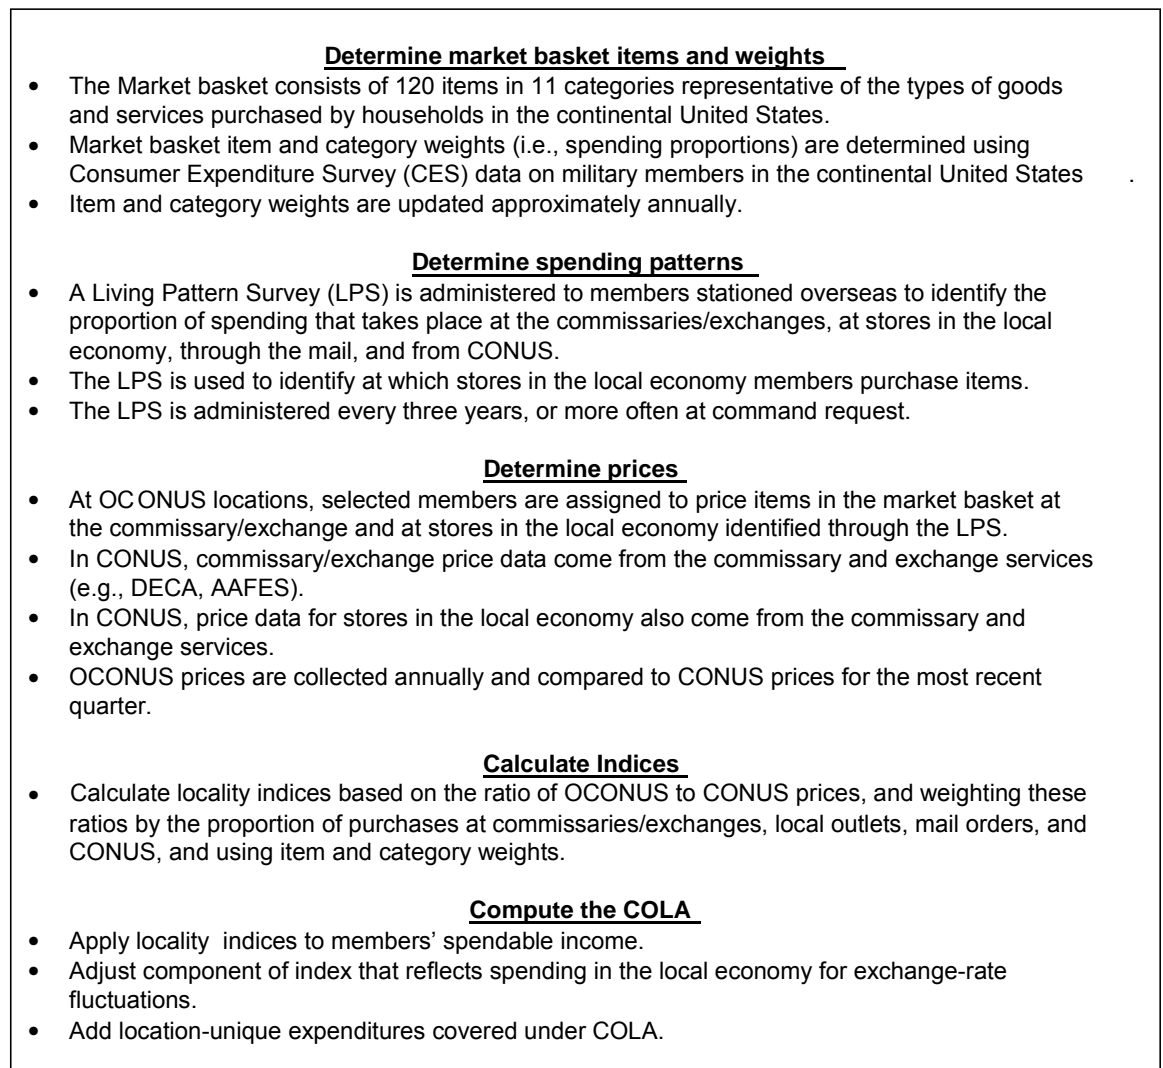 Determine market basket items and weights
• The Market basket consists of 120 items in 11 categories representative of the types of goods
and services purchased by households in the continental United States.
• Market basket item and category weights (i.e., spending proportions) are determined using
Consumer Expenditure Survey (CES) data on military members in the continental United States .
• Item and category weights are updated approximately annually.
Determine spending patterns
• A Living Pattern Survey (LPS) is administered to members stationed overseas to identify the
proportion of spending that takes place at the commissaries/exchanges, at stores in the local
economy, through the mail, and from CONUS.
• The LPS is used to identify at which stores in the local economy members purchase items.
• The LPS is administered every three years, or more often at command request.
Determine prices
• At OCONUS locations, selected members are assigned to price items in the market basket at
the commissary/exchange and at stores in the local economy identified through the LPS.
• In CONUS, commissary/exchange price data come from the commissary and exchange services
(e.g., DECA, AAFES).
• In CONUS, price data for stores in the local economy also come from the commissary and
exchange services.
• OCONUS prices are collected annually and compared to CONUS prices for the most recent
quarter.
Calculate Indices
• Calculate locality indices based on the ratio of OCONUS to CONUS prices, and weighting these
ratios by the proportion of purchases at commissaries/exchanges, local outlets, mail orders, and
CONUS, and using item and category weights.
Compute the COLA
• Apply locality indices to members' spendable income.
• Adjust component of index that reflects spending in the local economy for exchange-rate
fluctuations.
• Add location-unique expenditures covered under COLA.